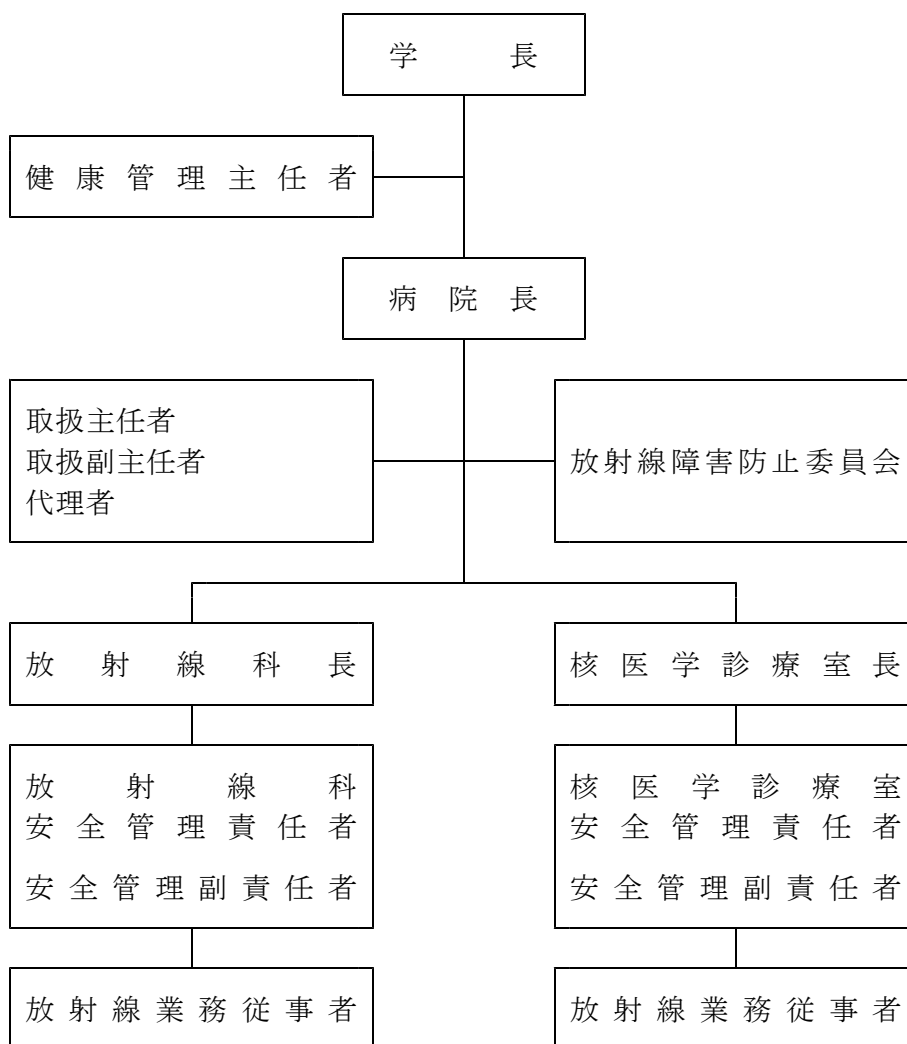 学長
健康管理主任者
病院長
取扱主任者
取扱副主任者
代理者
放射線障害防止委員会
放射線科長
核医学診療室長
放射線科
安全管理責任者
安全管理副責任者
核医学診療室
安全管理責任者
安全管理副責任者
放射線業務従事者
放射線業務従事者